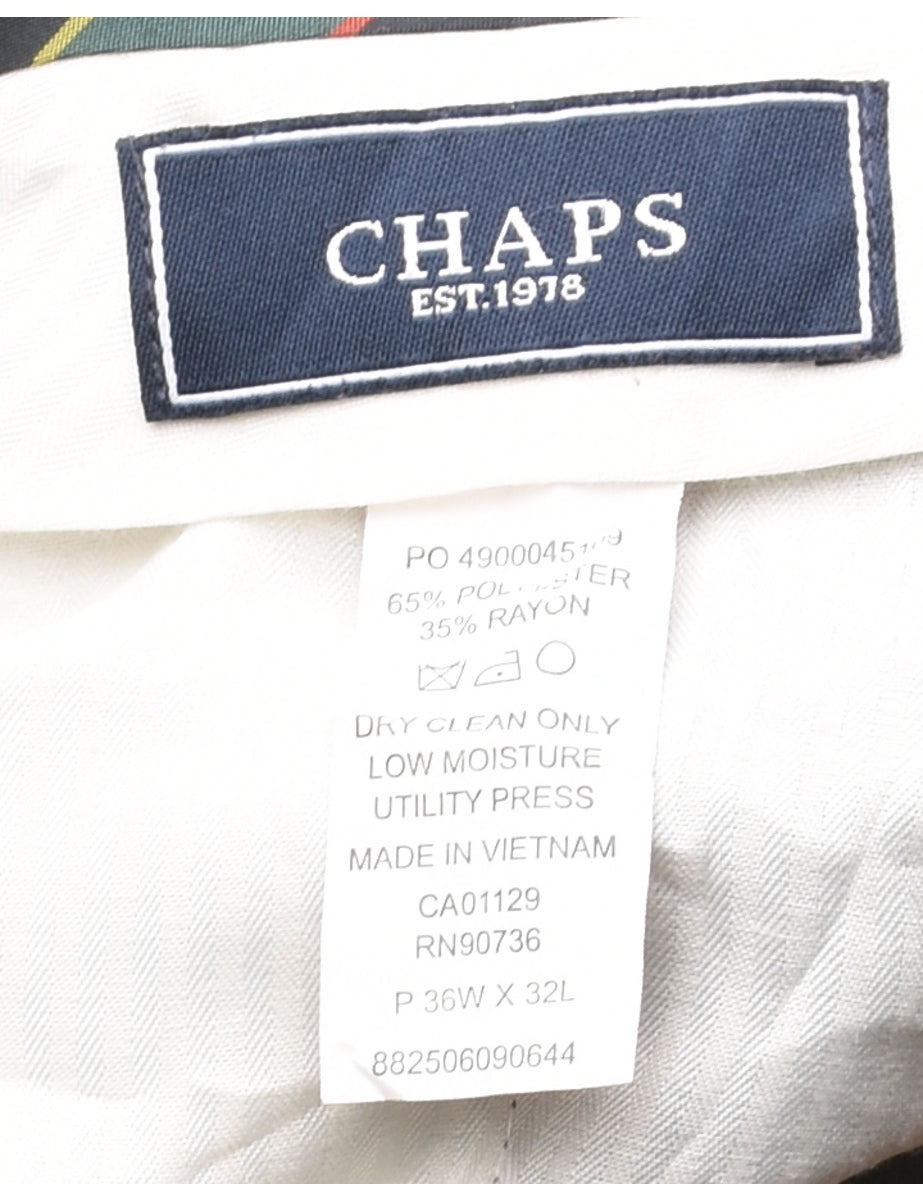 CHAPS
EST.1978
PO
65%
35% RAYON
DRY CLEAN ONLY
LOW MOISTURE
UTILITY PRESS
MADE IN VIETNAM
CA01129
RN90736
P 36W X 32L
882506090644